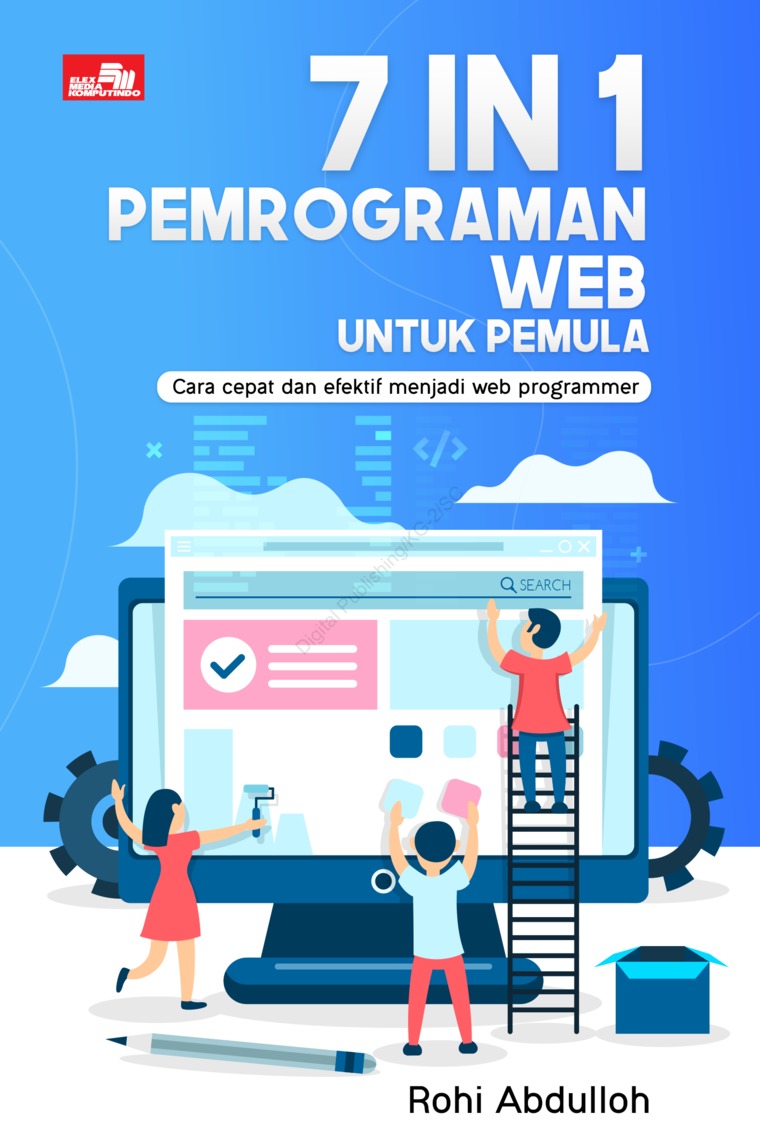 ELEX
MEDIA
KOMPUTINDO
7 IN 1
PEMROGRAMAN
WEB
UNTUK PEMULA
Cara cepat dan efektif menjadi web programmer
</>
Digital Publishing/KG-2/SC
SEARCH
Rohi Abdulloh